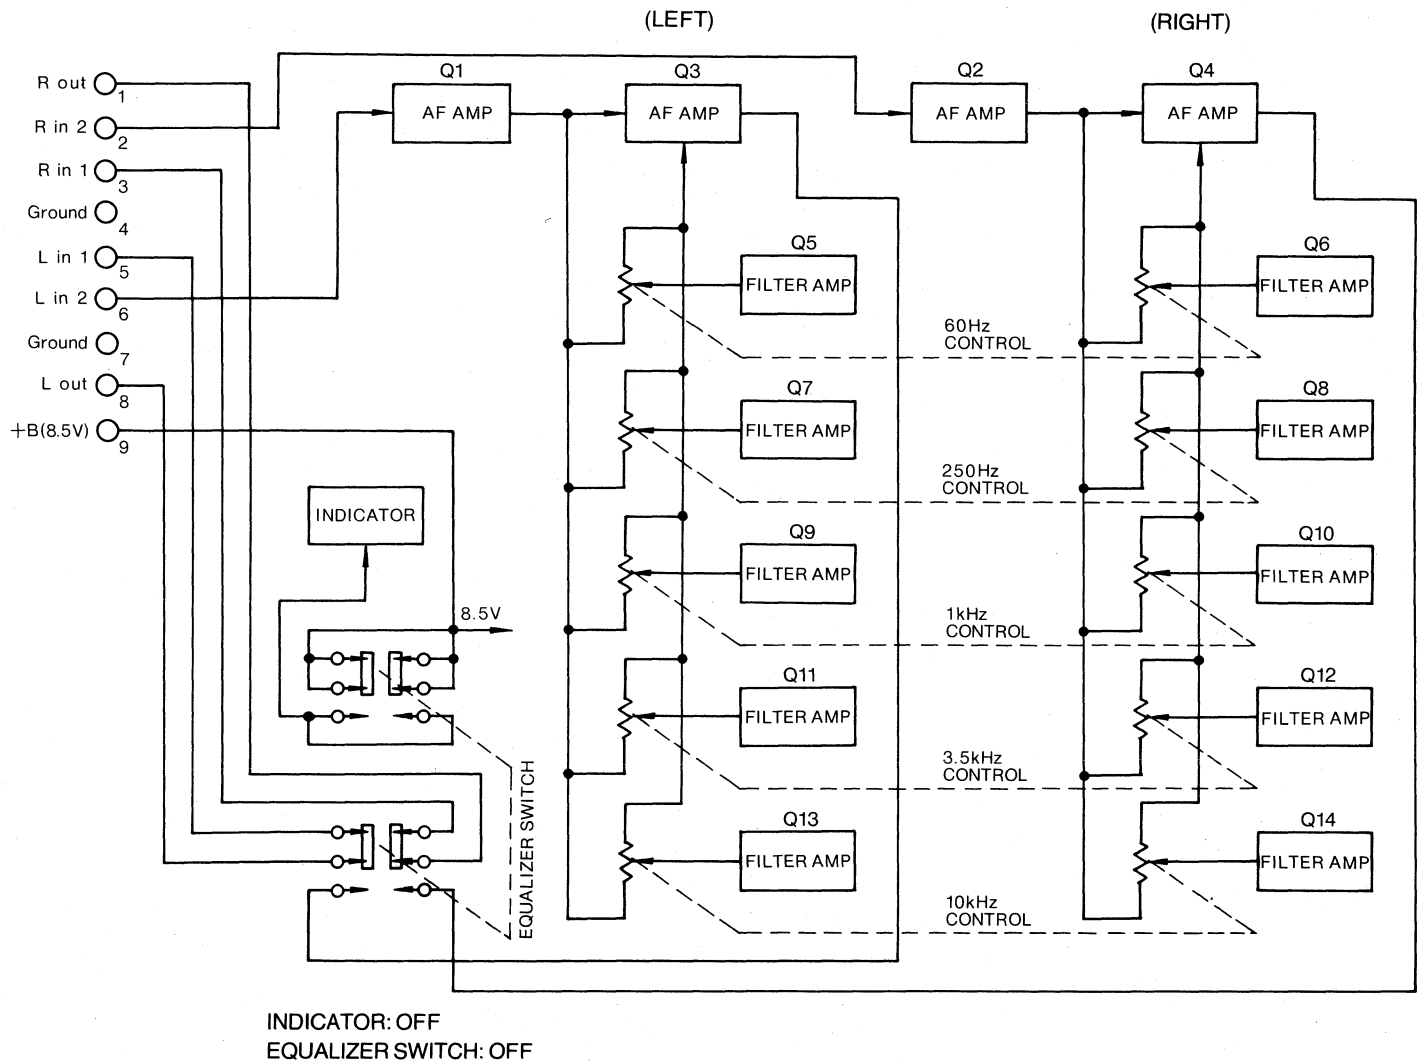 (LEFT)
(RIGHT)
R out
1
R in 2
2
R in 1
3
Ground
4
L in 1
5
L in 2
6
Ground
7
L out
8
+B(8.5V)
9
Q1
AF AMP
Q3
AF AMP
Q2
AF AMP
Q4
AF AMP
Q5
FILTER AMP
Q6
FILTER AMP
60Hz
CONTROL
Q7
FILTER AMP
Q8
FILTER AMP
250Hz
CONTROL
INDICATOR
Q9
FILTER AMP
Q10
FILTER AMP
8.5V
1kHz
CONTROL
Q11
FILTER AMP
Q12
FILTER AMP
3.5kHz
CONTROL
EQUALIZER SWITCH
Q13
FILTER AMP
Q14
FILTER AMP
10kHz
CONTROL
INDICATOR: OFF
EQUALIZER SWITCH: OFF